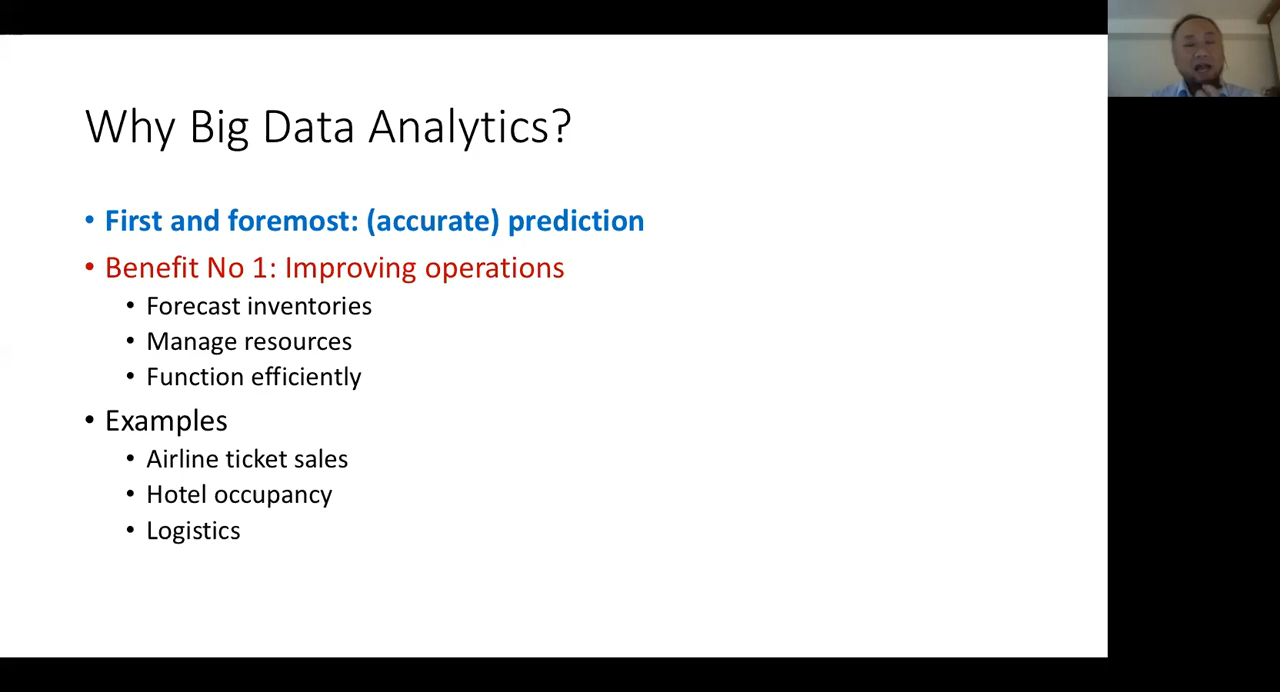 Why Big Data Analytics?
• First and foremost: (accurate) prediction
• Benefit No 1: Improving operations
• Forecast inventories
• Manage resources
• Function efficiently
• Examples
• Airline ticket sales
• Hotel occupancy
• Logistics